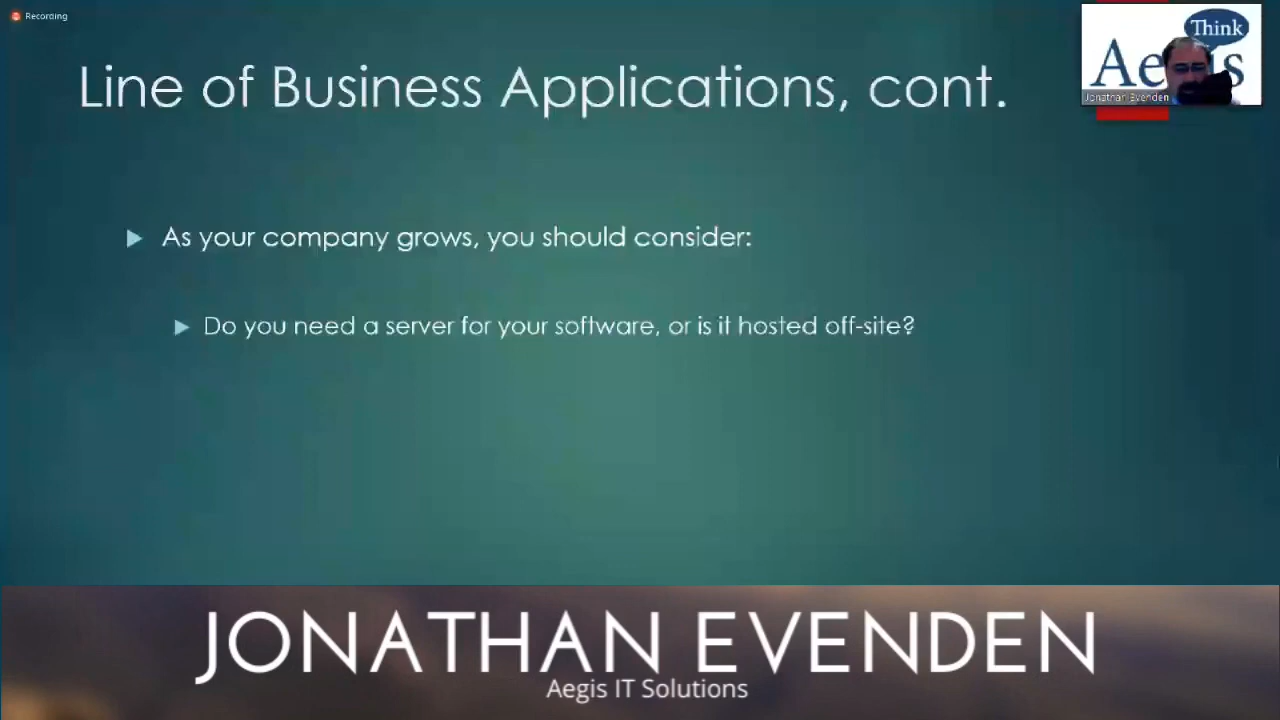 Recording
Think
Line of Business Applications, cont.
Jonathan Evenden
As your company grows, you should consider:
Do you need a server for your software, or is it hosted off-site?
JONATHAN EVENDEN
Aegis IT Solutions